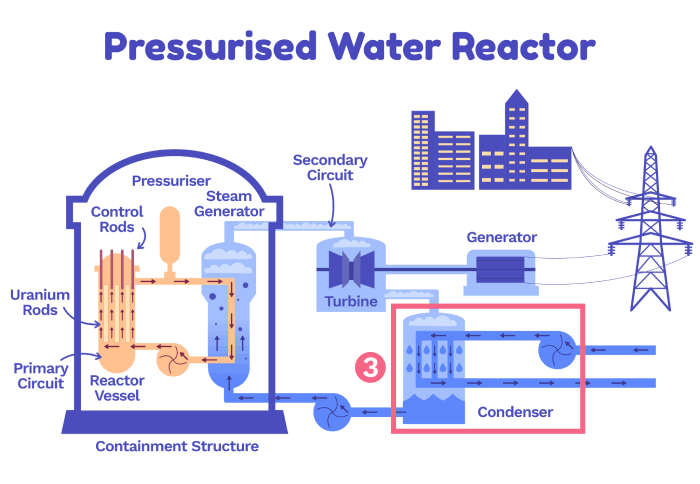 Pressurised Water Reactor
Secondary
Circuit
Pressuriser
Steam
Generator
Control
Rods
Generator
Uranium
Rods
Turbine
3
Primary
Circuit
Reactor
Vessel
Condenser
Containment Structure